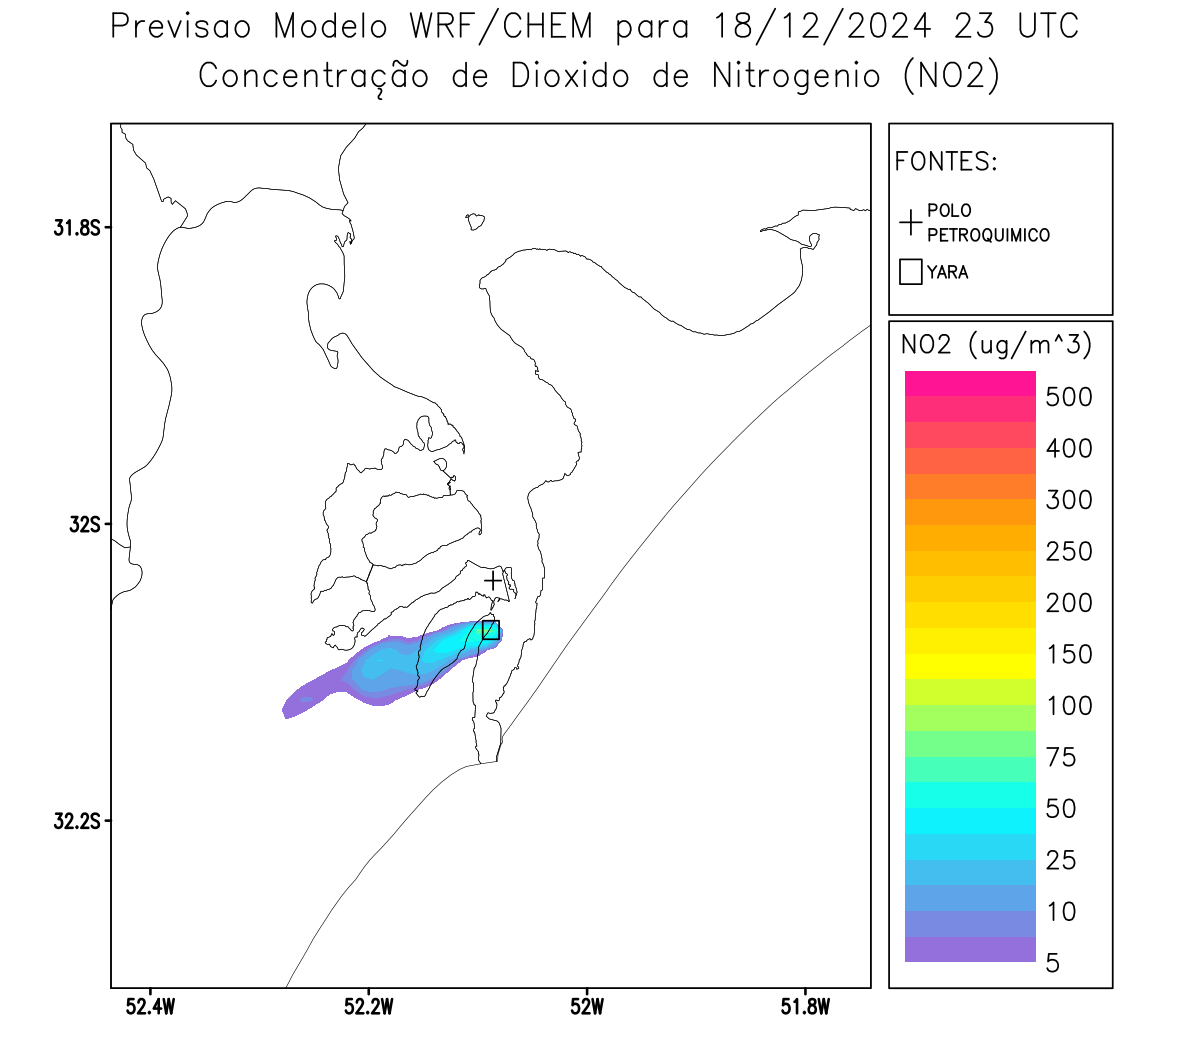 Previsao Modelo WRF/CHEM para 18/12/2024 23 UTC
Concentração de Dioxido de Nitrogenio (NO2)
FONTES:
POLO
PETROQUIMICO
YARA
NO2 (ug/m^3)
500
400
300
250
200
150
100
75
50
25
10
5
31.8S
32S
32.2S
52.4W
52.2W
52W
51.8W